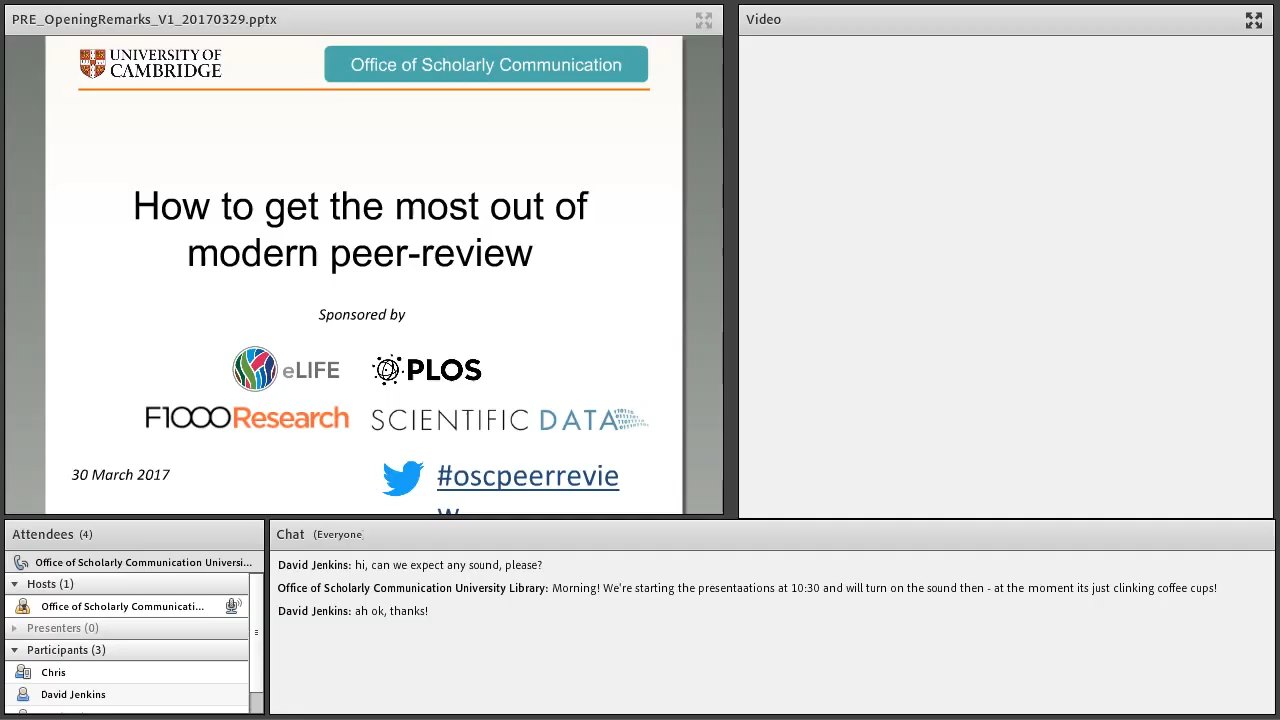 PRE_OpeningRemarks_V1_20170329.pptx
Video
UNIVERSITY OF
CAMBRIDGE
Office of Scholarly Communication
How to get the most out of
modern peer-review
Sponsored by
eLIFE
PLOS
F1000Research
SCIENTIFIC DATA
30 March 2017
#oscpeerrevie
w
Attendees (4)
Office of Scholarly Communication Universi...
Hosts (1)
Office of Scholarly Communicati...
Presenters (0)
Participants (3)
Chris
David Jenkins
Chat (Everyone)
David Jenkins: hi, can we expect any sound, please?
Office of Scholarly Communication University Library: Morning! We're starting the presentaations at 10:30 and will turn on the sound then - at the moment its just clinking coffee cups!
David Jenkins: ah ok, thanks!